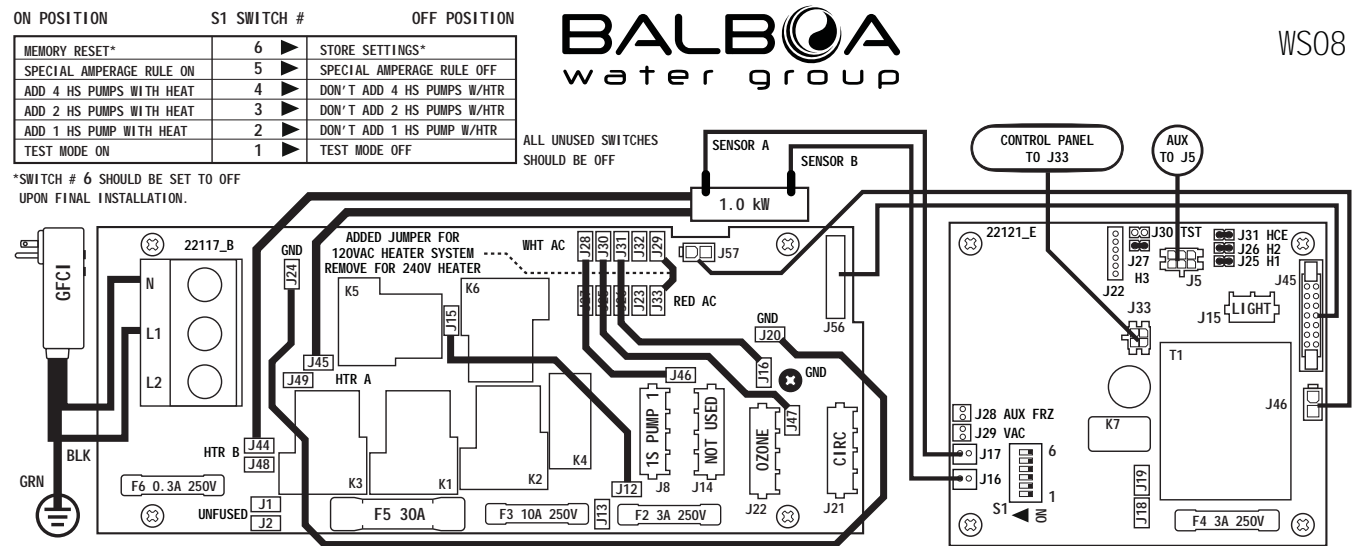 ON POSITION S1 SWITCH # OFF POSITION
MEMORY RESET* 6 STORE SETTINGS*
SPECIAL AMPERAGE RULE ON 5 SPECIAL AMPERAGE RULE OFF
ADD 4 HS PUMPS WITH HEAT 4 DON'T ADD 4 HS PUMPS W/HTR
ADD 2 HS PUMPS WITH HEAT 3 DON'T ADD 2 HS PUMPS W/HTR
ADD 1 HS PUMP WITH HEAT 2 DON'T ADD 1 HS PUMP W/HTR
TEST MODE ON 1 TEST MODE OFF
*SWITCH # 6 SHOULD BE SET TO OFF
UPON FINAL INSTALLATION.
ALL UNUSED SWITCHES
SHOULD BE OFF
BALBOA
water group
WS08
SENSOR A
SENSOR B
1.0 kW
CONTROL PANEL
TO J33
AUX
TO J5
GFCI
GRN
BLK
22117_B
N
L1
L2
GND
J24
ADDED JUMPER FOR
120VAC HEATER SYSTEM
REMOVE FOR 240V HEATER
WHT AC
J28
J30
J31
J32
J29
J57
J23
J33
RED AC
K5
K6
J15
J56
GND
J20
J45
J49
HTR A
J46
J16
GND
J47
J44
HTR B
J48
K3
K1
K2
K4
1S PUMP 1
J8
NOT USED
J14
OZONE
J22
CIRC
J21
J12
J13
F6 0.3A 250V
UNFUSED
J1
J2
F5 30A
F3 10A 250V
F2 3A 250V
22121_E
J30 TST
J27
H3
J22
J5
J31 HCE
J26 H2
J25 H1
J45
J33
J15
LIGHT
T1
J46
K7
J28 AUX FRZ
J29 VAC
J17
J16
6
1
S1
ON
J19
J18
F4 3A 250V